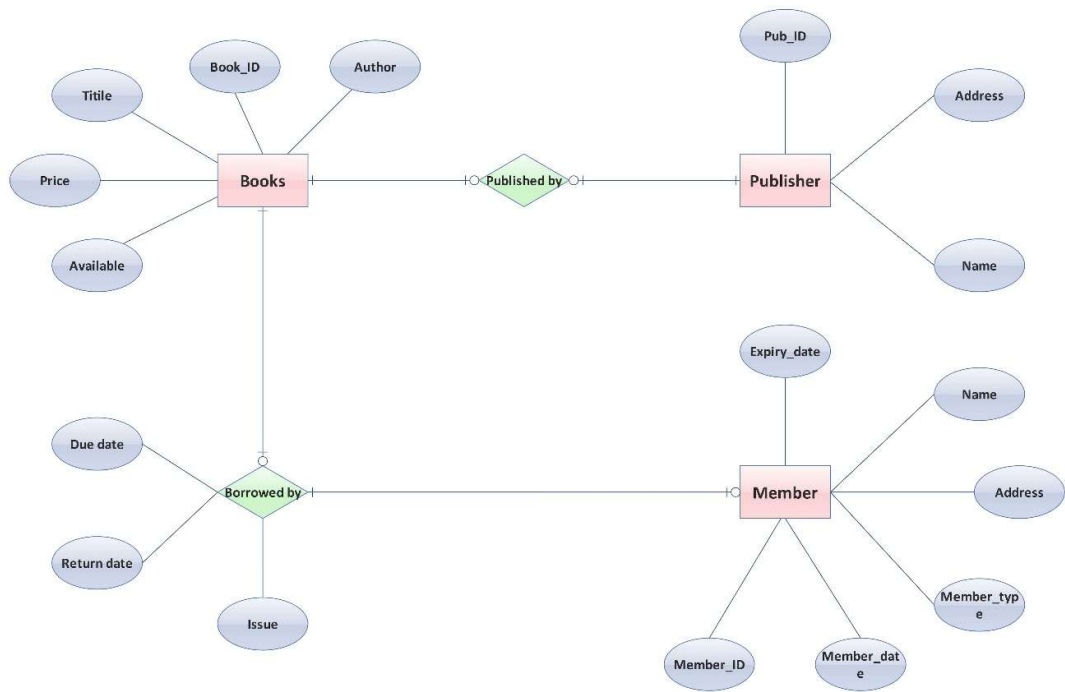 Pub_ID
Book_ID
Author
Titile
Address
Price
Books
Published by
Publisher
Available
Name
Expiry_date
Name
Due date
Borrowed by
Member
Address
Return date
Member_typ
e
Issue
Member_ID
Member_dat
e